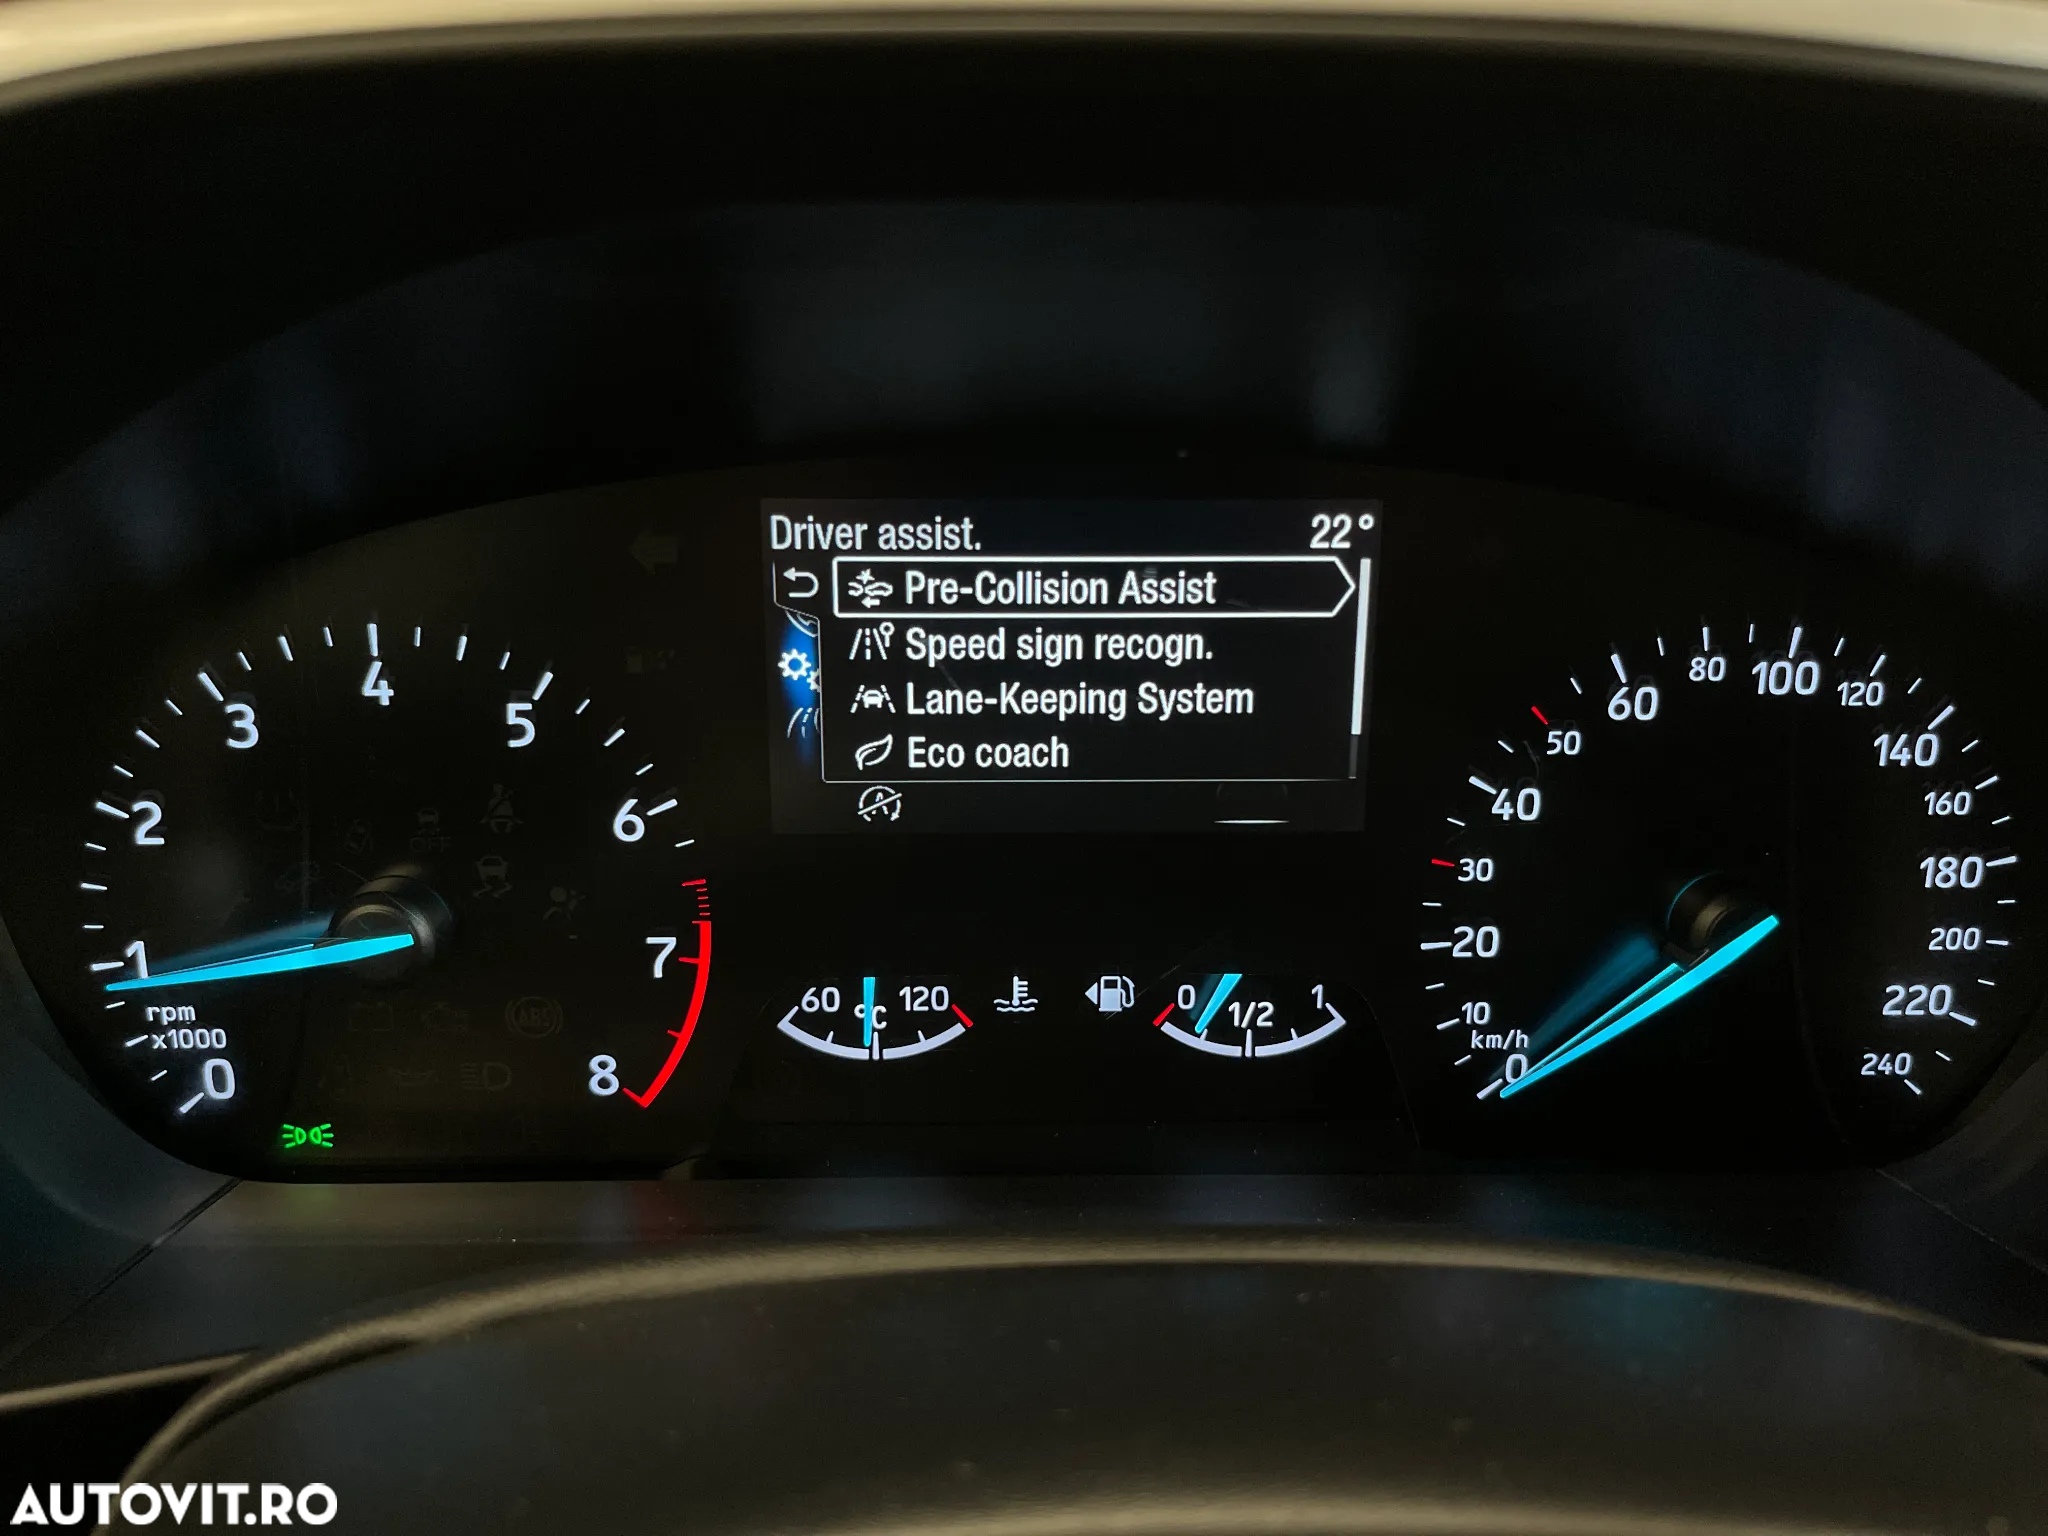 Driver assist. 22°
Pre-Collision Assist
Speed sign recogn.
Lane-Keeping System
Eco coach
0
1
2
3
4
5
6
7
8
rpm
x1000
60 °C 120
0 1/2 1
0
10
20
30
40
50
60
80
100
120
140
160
180
200
220
240
km/h
OFF
ABS
AUTOVIT.RO